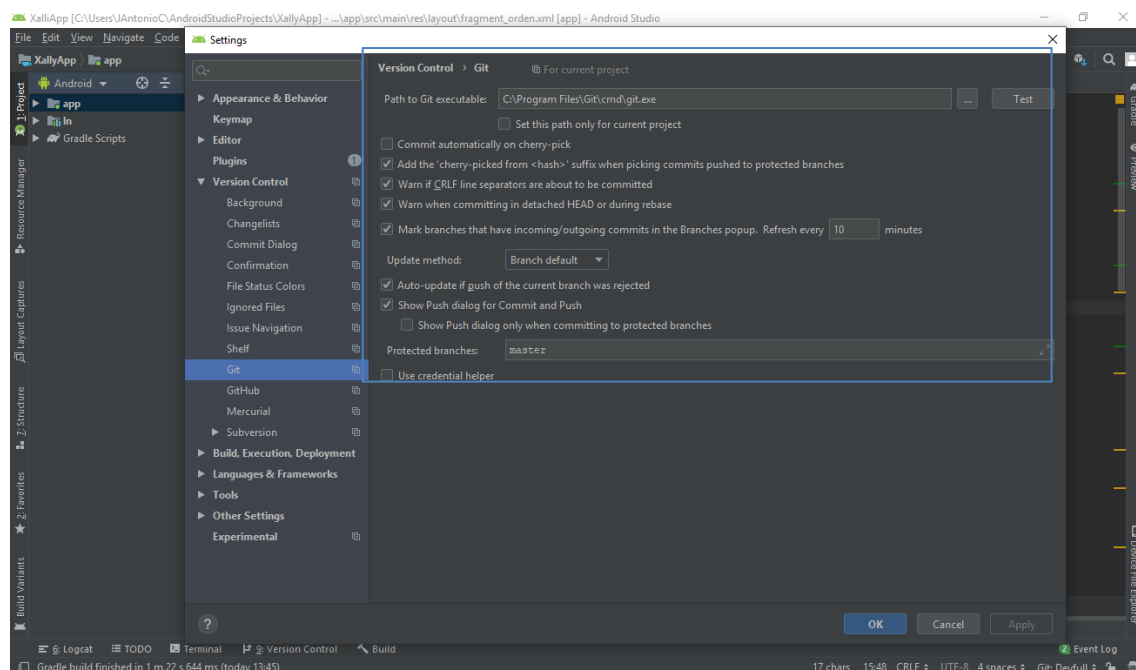 XalliApp [C:\Users\JAntonioC\AndroidStudioProjects\XallyApp] - ...\app\src\main\res\layout\fragment_orden.xml [app] - Android Studio
File Edit View Navigate Code
Settings
XallyApp app
Android
app
ln
Gradle Scripts
1: Project
Resource Manager
Layout Captures
7: Structure
2: Favorites
Build Variants
Appearance & Behavior
Keymap
Editor
Plugins 1
Version Control
Background
Changelists
Commit Dialog
Confirmation
File Status Colors
Ignored Files
Issue Navigation
Shelf
Git
GitHub
Mercurial
Subversion
Build, Execution, Deployment
Languages & Frameworks
Tools
Other Settings
Experimental
Version Control › Git For current project
Path to Git executable: C:\Program Files\Git\cmd\git.exe ... Test
Set this path only for current project
Commit automatically on cherry-pick
Add the 'cherry-picked from <hash>' suffix when picking commits pushed to protected branches
Warn if CRLF line separators are about to be committed
Warn when committing in detached HEAD or during rebase
Mark branches that have incoming/outgoing commits in the Branches popup. Refresh every 10 minutes
Update method: Branch default
Auto-update if push of the current branch was rejected
Show Push dialog for Commit and Push
Show Push dialog only when committing to protected branches
Protected branches: master
Use credential helper
? OK Cancel Apply
Gradle
Preview
Device File Explorer
6: Logcat TODO Terminal 9: Version Control Build 2 Event Log
Gradle build finished in 1 m 22 s 644 ms (today 13:45) 17 chars 15:48 CRLF UTF-8 4 spaces Git: Devfull